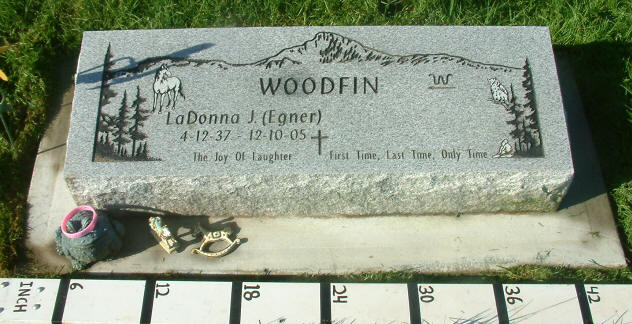 WOODFIN
LaDonna J. (Egner)
4-12-37 - 12-10-05
The Joy Of Laughter
First Time, Last Time, Only Time
INCH 6 12 18 24 30 36 42